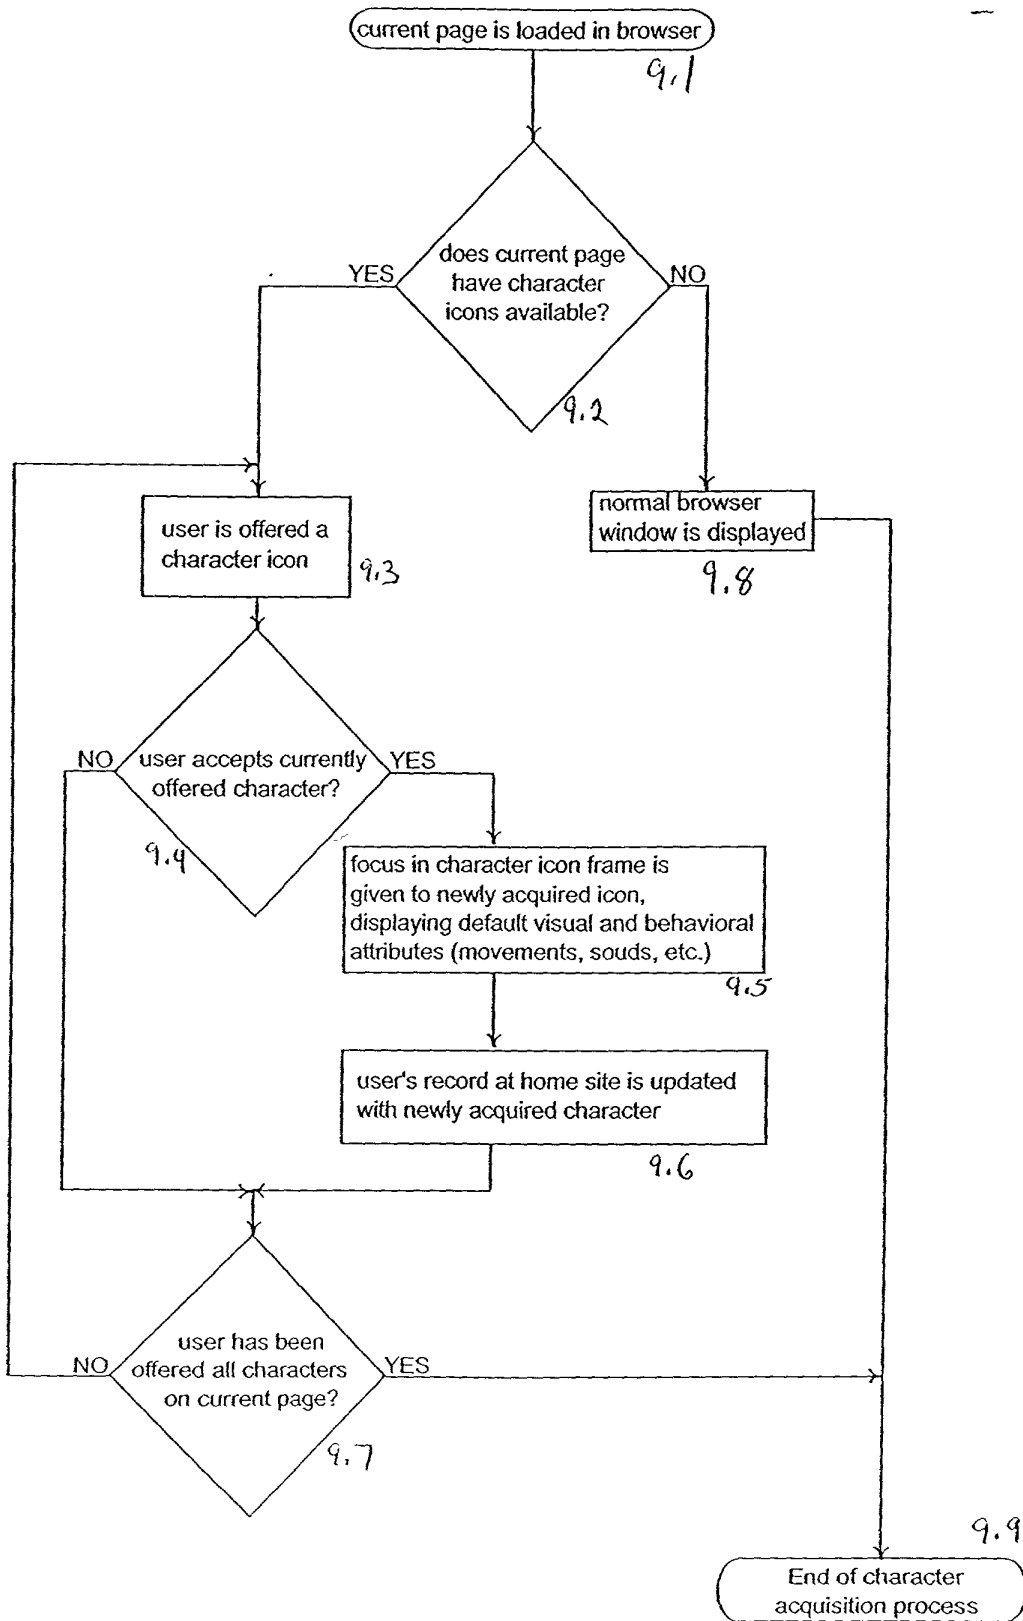 current page is loaded in browser
9.1
does current page
have character
icons available?
YES
NO
9.2
user is offered a
character icon
9.3
normal browser
window is displayed
9.8
user accepts currently
offered character?
NO
YES
9.4
focus in character icon frame is
given to newly acquired icon,
displaying default visual and behavioral
attributes (movements, souds, etc.)
9.5
user's record at home site is updated
with newly acquired character
9.6
user has been
offered all characters
on current page?
NO
YES
9.7
9.9
End of character
acquisition process